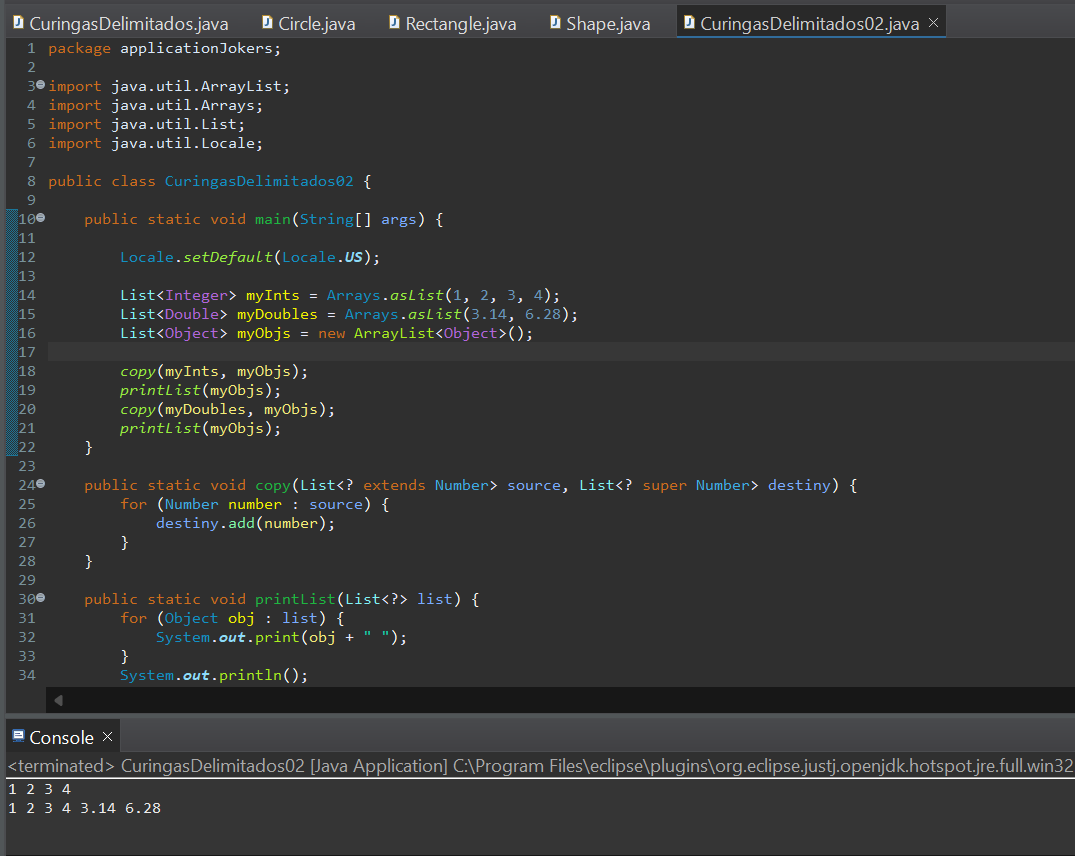 CuringasDelimitados.java Circle.java Rectangle.java Shape.java CuringasDelimitados02.java
1 package applicationJokers;
2
3 import java.util.ArrayList;
4 import java.util.Arrays;
5 import java.util.List;
6 import java.util.Locale;
7
8 public class CuringasDelimitados02 {
9
10     public static void main(String[] args) {
11
12         Locale.setDefault(Locale.US);
13
14         List<Integer> myInts = Arrays.asList(1, 2, 3, 4);
15         List<Double> myDoubles = Arrays.asList(3.14, 6.28);
16         List<Object> myObjs = new ArrayList<Object>();
17
18         copy(myInts, myObjs);
19         printList(myObjs);
20         copy(myDoubles, myObjs);
21         printList(myObjs);
22     }
23
24     public static void copy(List<? extends Number> source, List<? super Number> destiny) {
25         for (Number number : source) {
26             destiny.add(number);
27         }
28     }
29
30     public static void printList(List<?> list) {
31         for (Object obj : list) {
32             System.out.print(obj + " ");
33         }
34         System.out.println();
Console
<terminated> CuringasDelimitados02 [Java Application] C:\Program Files\eclipse\plugins\org.eclipse.justj.openjdk.hotspot.jre.full.win32
1 2 3 4
1 2 3 4 3.14 6.28